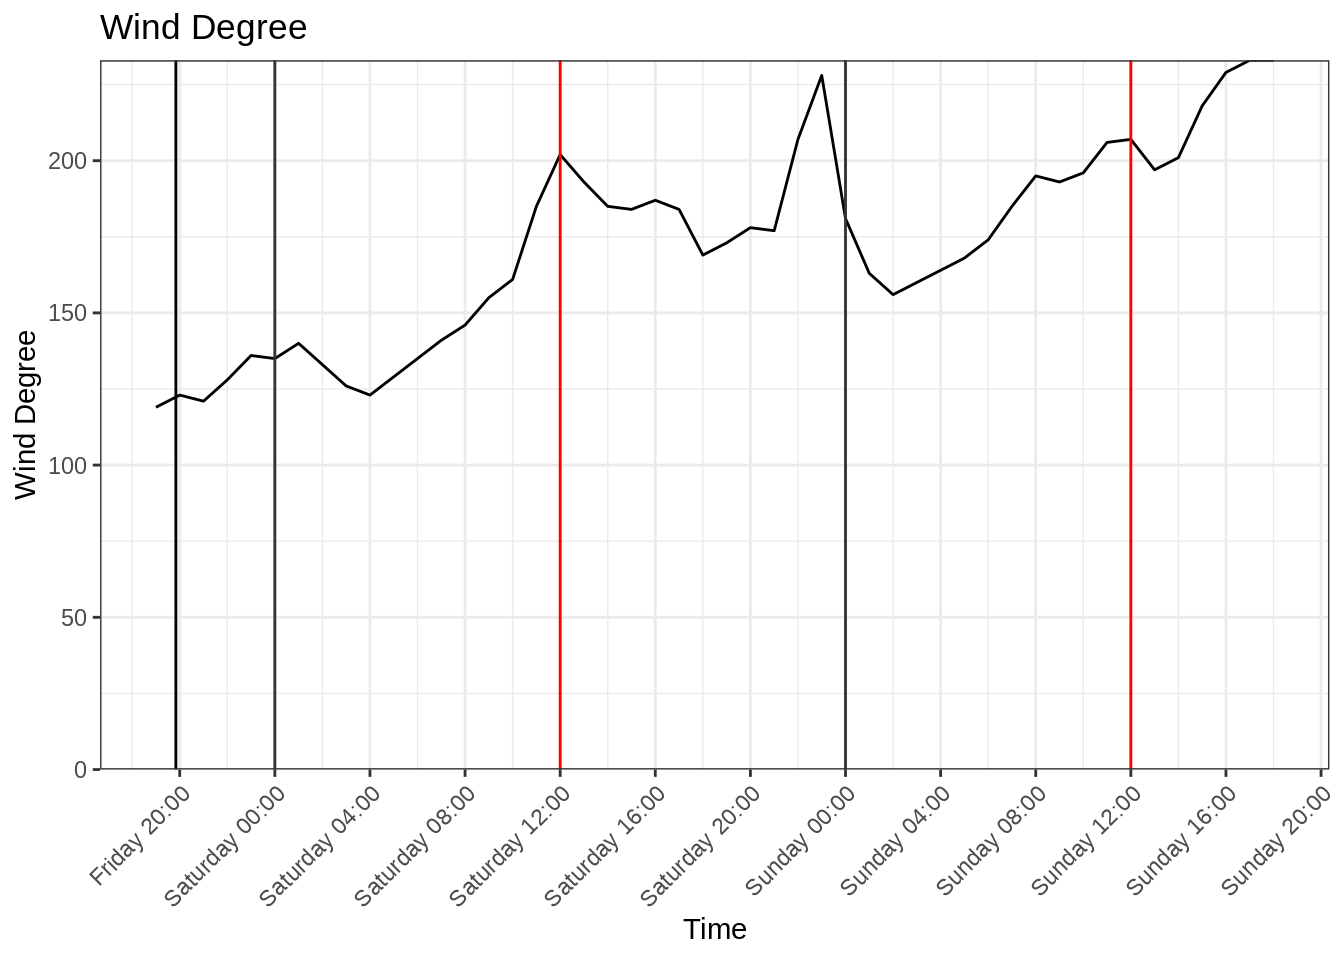 Wind Degree
Wind Degree
200
150
100
50
0
Friday 20:00
Saturday 00:00
Saturday 04:00
Saturday 08:00
Saturday 12:00
Saturday 16:00
Saturday 20:00
Sunday 00:00
Sunday 04:00
Sunday 08:00
Sunday 12:00
Sunday 16:00
Sunday 20:00
Time